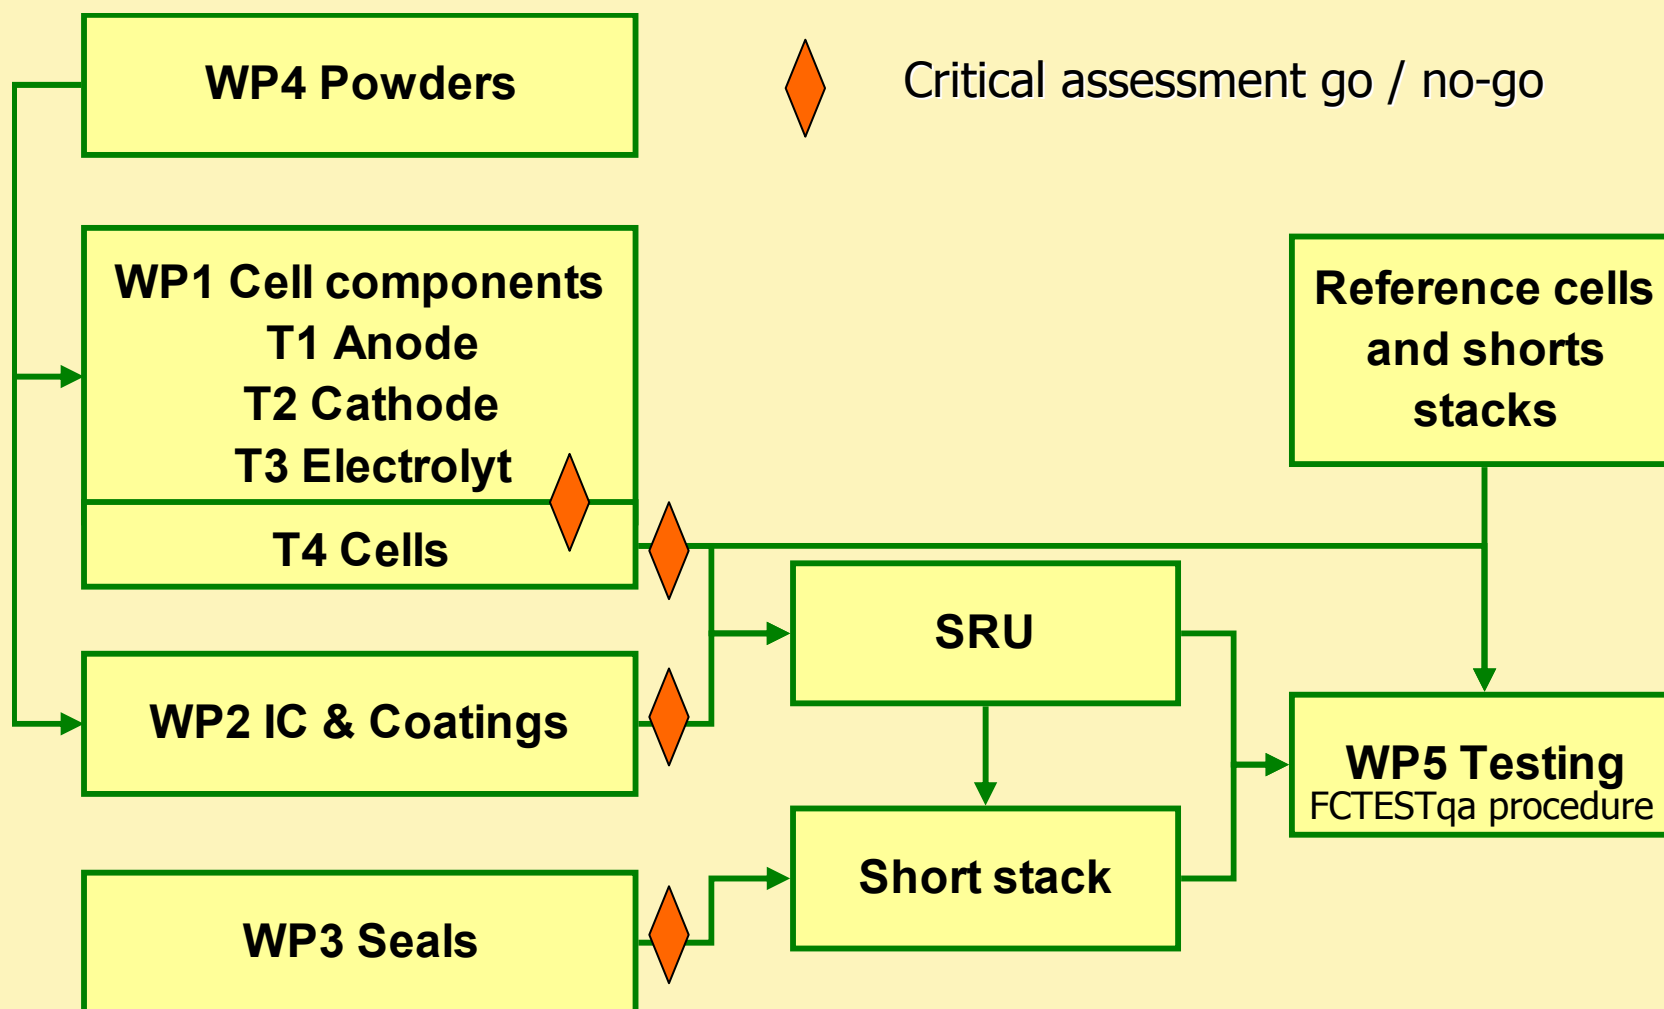 WP4 Powders
Critical assessment go / no-go
WP1 Cell components
T1 Anode
T2 Cathode
T3 Electrolyt
T4 Cells
Reference cells
and shorts
stacks
SRU
WP2 IC & Coatings
WP5 Testing
FCTESTqa procedure
Short stack
WP3 Seals